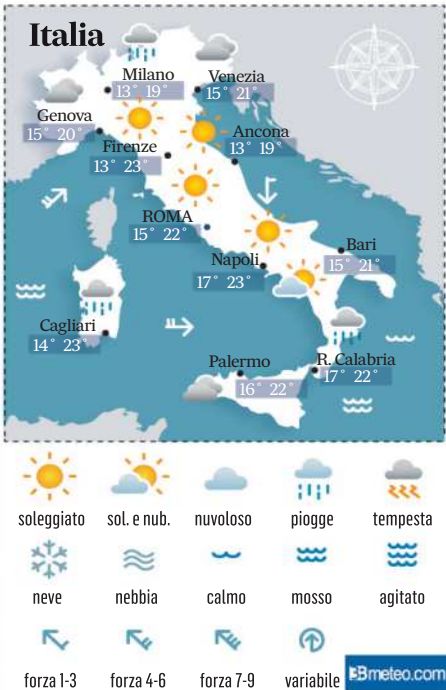 Italia
Milano
13° 19°
Venezia
15° 21°
Genova
15° 20°
Ancona
13° 19°
Firenze
13° 23°
ROMA
15° 22°
Bari
15° 21°
Napoli
17° 23°
Cagliari
14° 23°
Palermo
16° 22°
R. Calabria
17° 22°
soleggiato sol. e nub. nuvoloso piogge tempesta
neve nebbia calmo mosso agitato
forza 1-3 forza 4-6 forza 7-9 variabile
3Bmeteo.com